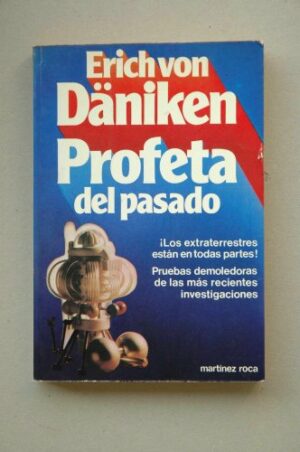 Erich von
Däniken
Profeta
del pasado
¡Los extraterrestres
están en todas partes!
Pruebas demoledoras
de las más recientes
investigaciones
martínez roca